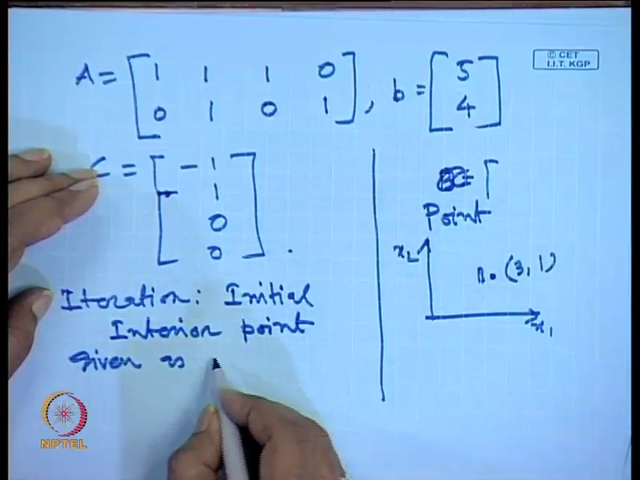 A = [ 1 1 1 0
0 1 0 1 ] , b = [ 5
4 ]
C = [ -1
1
0
0 ] .
Point
x2
(3, 1)
x1
Iteration: Initial
Interior point
given as
© CET
I.I.T. KGP
NPTEL